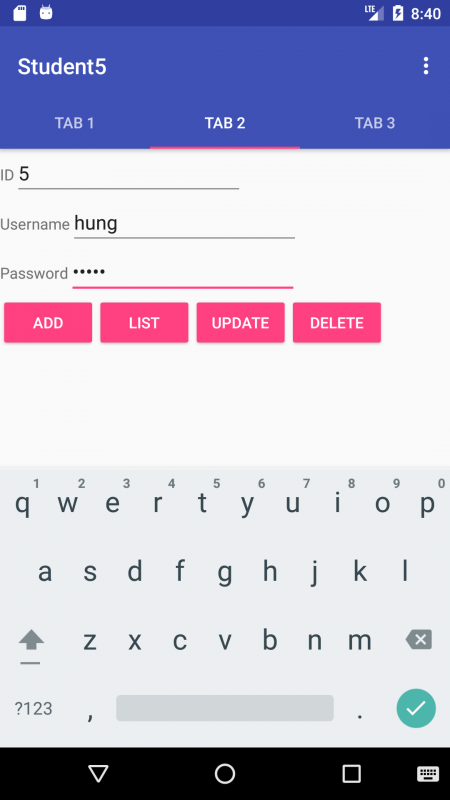 LTE 8:40
Student5
TAB 1 TAB 2 TAB 3
ID 5
Username hung
Password •••••
ADD LIST UPDATE DELETE
1 2 3 4 5 6 7 8 9 0
q w e r t y u i o p
a s d f g h j k l
z x c v b n m
?123 , .